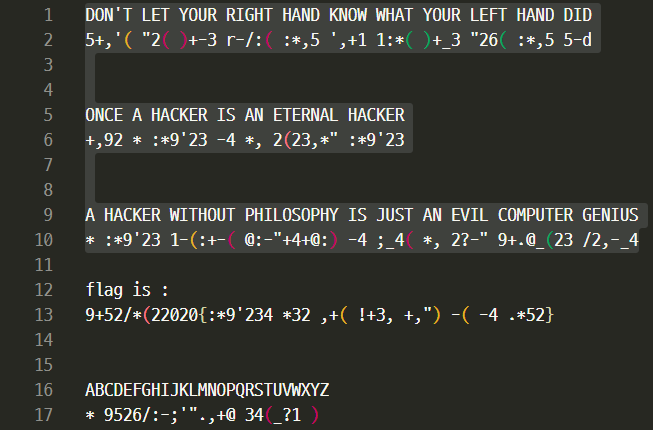 1 DON'T LET YOUR RIGHT HAND KNOW WHAT YOUR LEFT HAND DID
2 5+,'( "2( )+-3 r-/:( :*,5 ',+1 1:*( )+_3 "26( :*,5 5-d
3
4
5 ONCE A HACKER IS AN ETERNAL HACKER
6 +,92 * :*9'23 -4 *, 2(23,*" :*9'23
7
8
9 A HACKER WITHOUT PHILOSOPHY IS JUST AN EVIL COMPUTER GENIUS
10 * :*9'23 1-(:+-( @:-"+4+@:) -4 ;_4( *, 2?-" 9+.@_(23 /2,-_4
11
12 flag is :
13 9+52/*(22020{:*9'234 *32 ,+( !+3, +,") -( -4 .*52}
14
15
16 ABCDEFGHIJKLMNOPQRSTUVWXYZ
17 * 9526/:-;'".,+@ 34(_?1 )